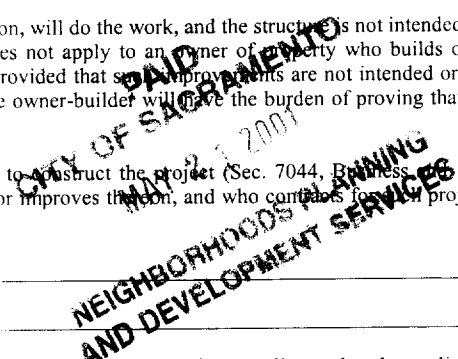 on, will do the work, and the structure is not intended
es not apply to an owner of property who builds o
rovided that such improvements are not intended or
e owner-builder will have the burden of proving tha
to construct the project (Sec. 7044, Business and
or improves thereon, and who contracts for such proj
PAID
CITY OF SACRAMENTO
MAY 2 2001
NEIGHBORHOODS PLANNING
AND DEVELOPMENT SERVICES